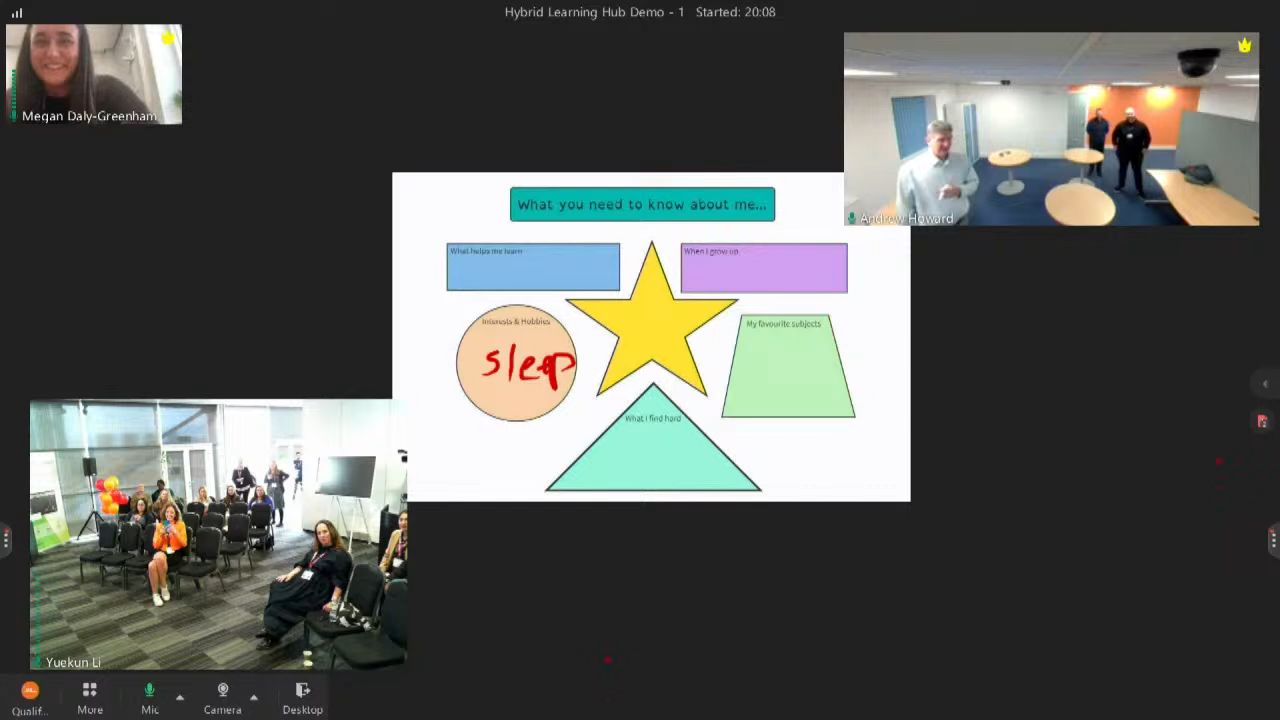 Hybrid Learning Hub Demo - 1 Started: 20:08
Megan Daly-Greenham
Andrew Howard
What you need to know about me...
What helps me learn
When I grow up
Interests & Hobbies
sleep
My favourite subjects
What I find hard
Yuekun Li
Qualif...
More
Mic
Camera
Desktop